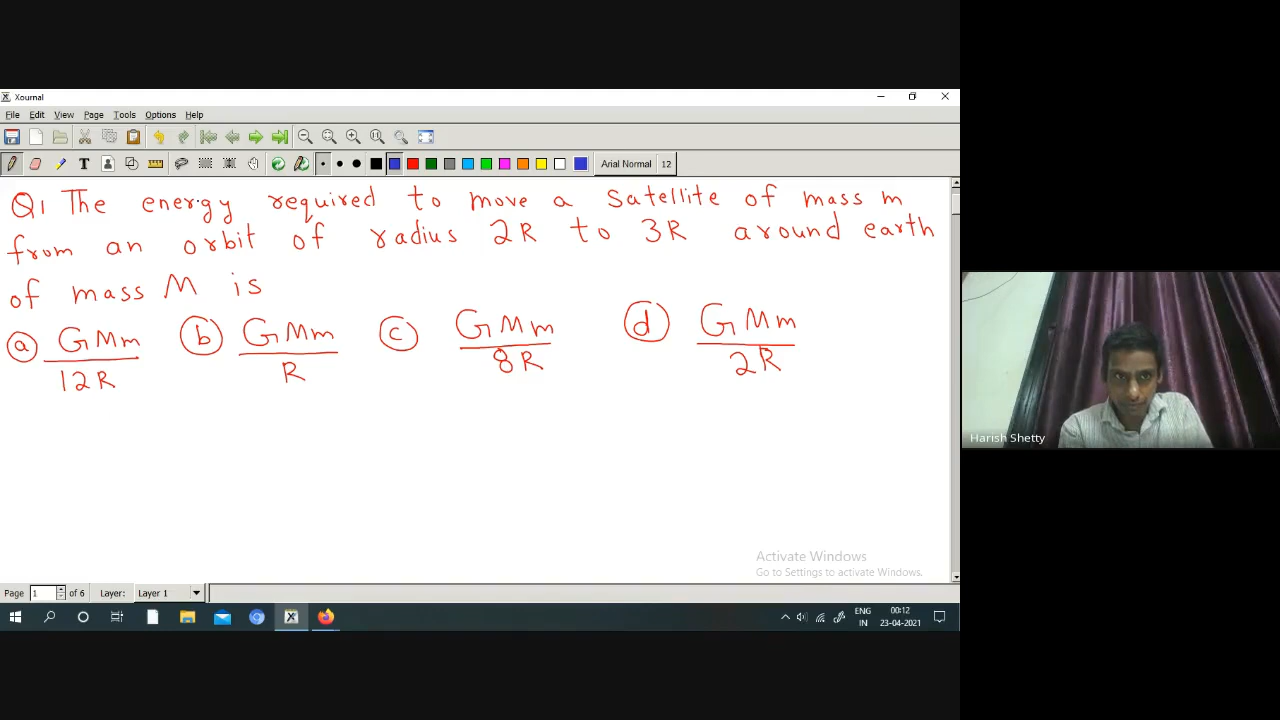 Xournal
File Edit View Page Tools Options Help
Arial Normal 12
Q1 The energy required to move a satellite of mass m
from an orbit of radius 2R to 3R around earth
of mass M is
(a) GMm/12R (b) GMm/R (c) GMm/8R (d) GMm/2R
Harish Shetty
Activate Windows
Go to Settings to activate Windows.
Page 1 of 6 Layer: Layer 1
ENG 00:12
IN 23-04-2021